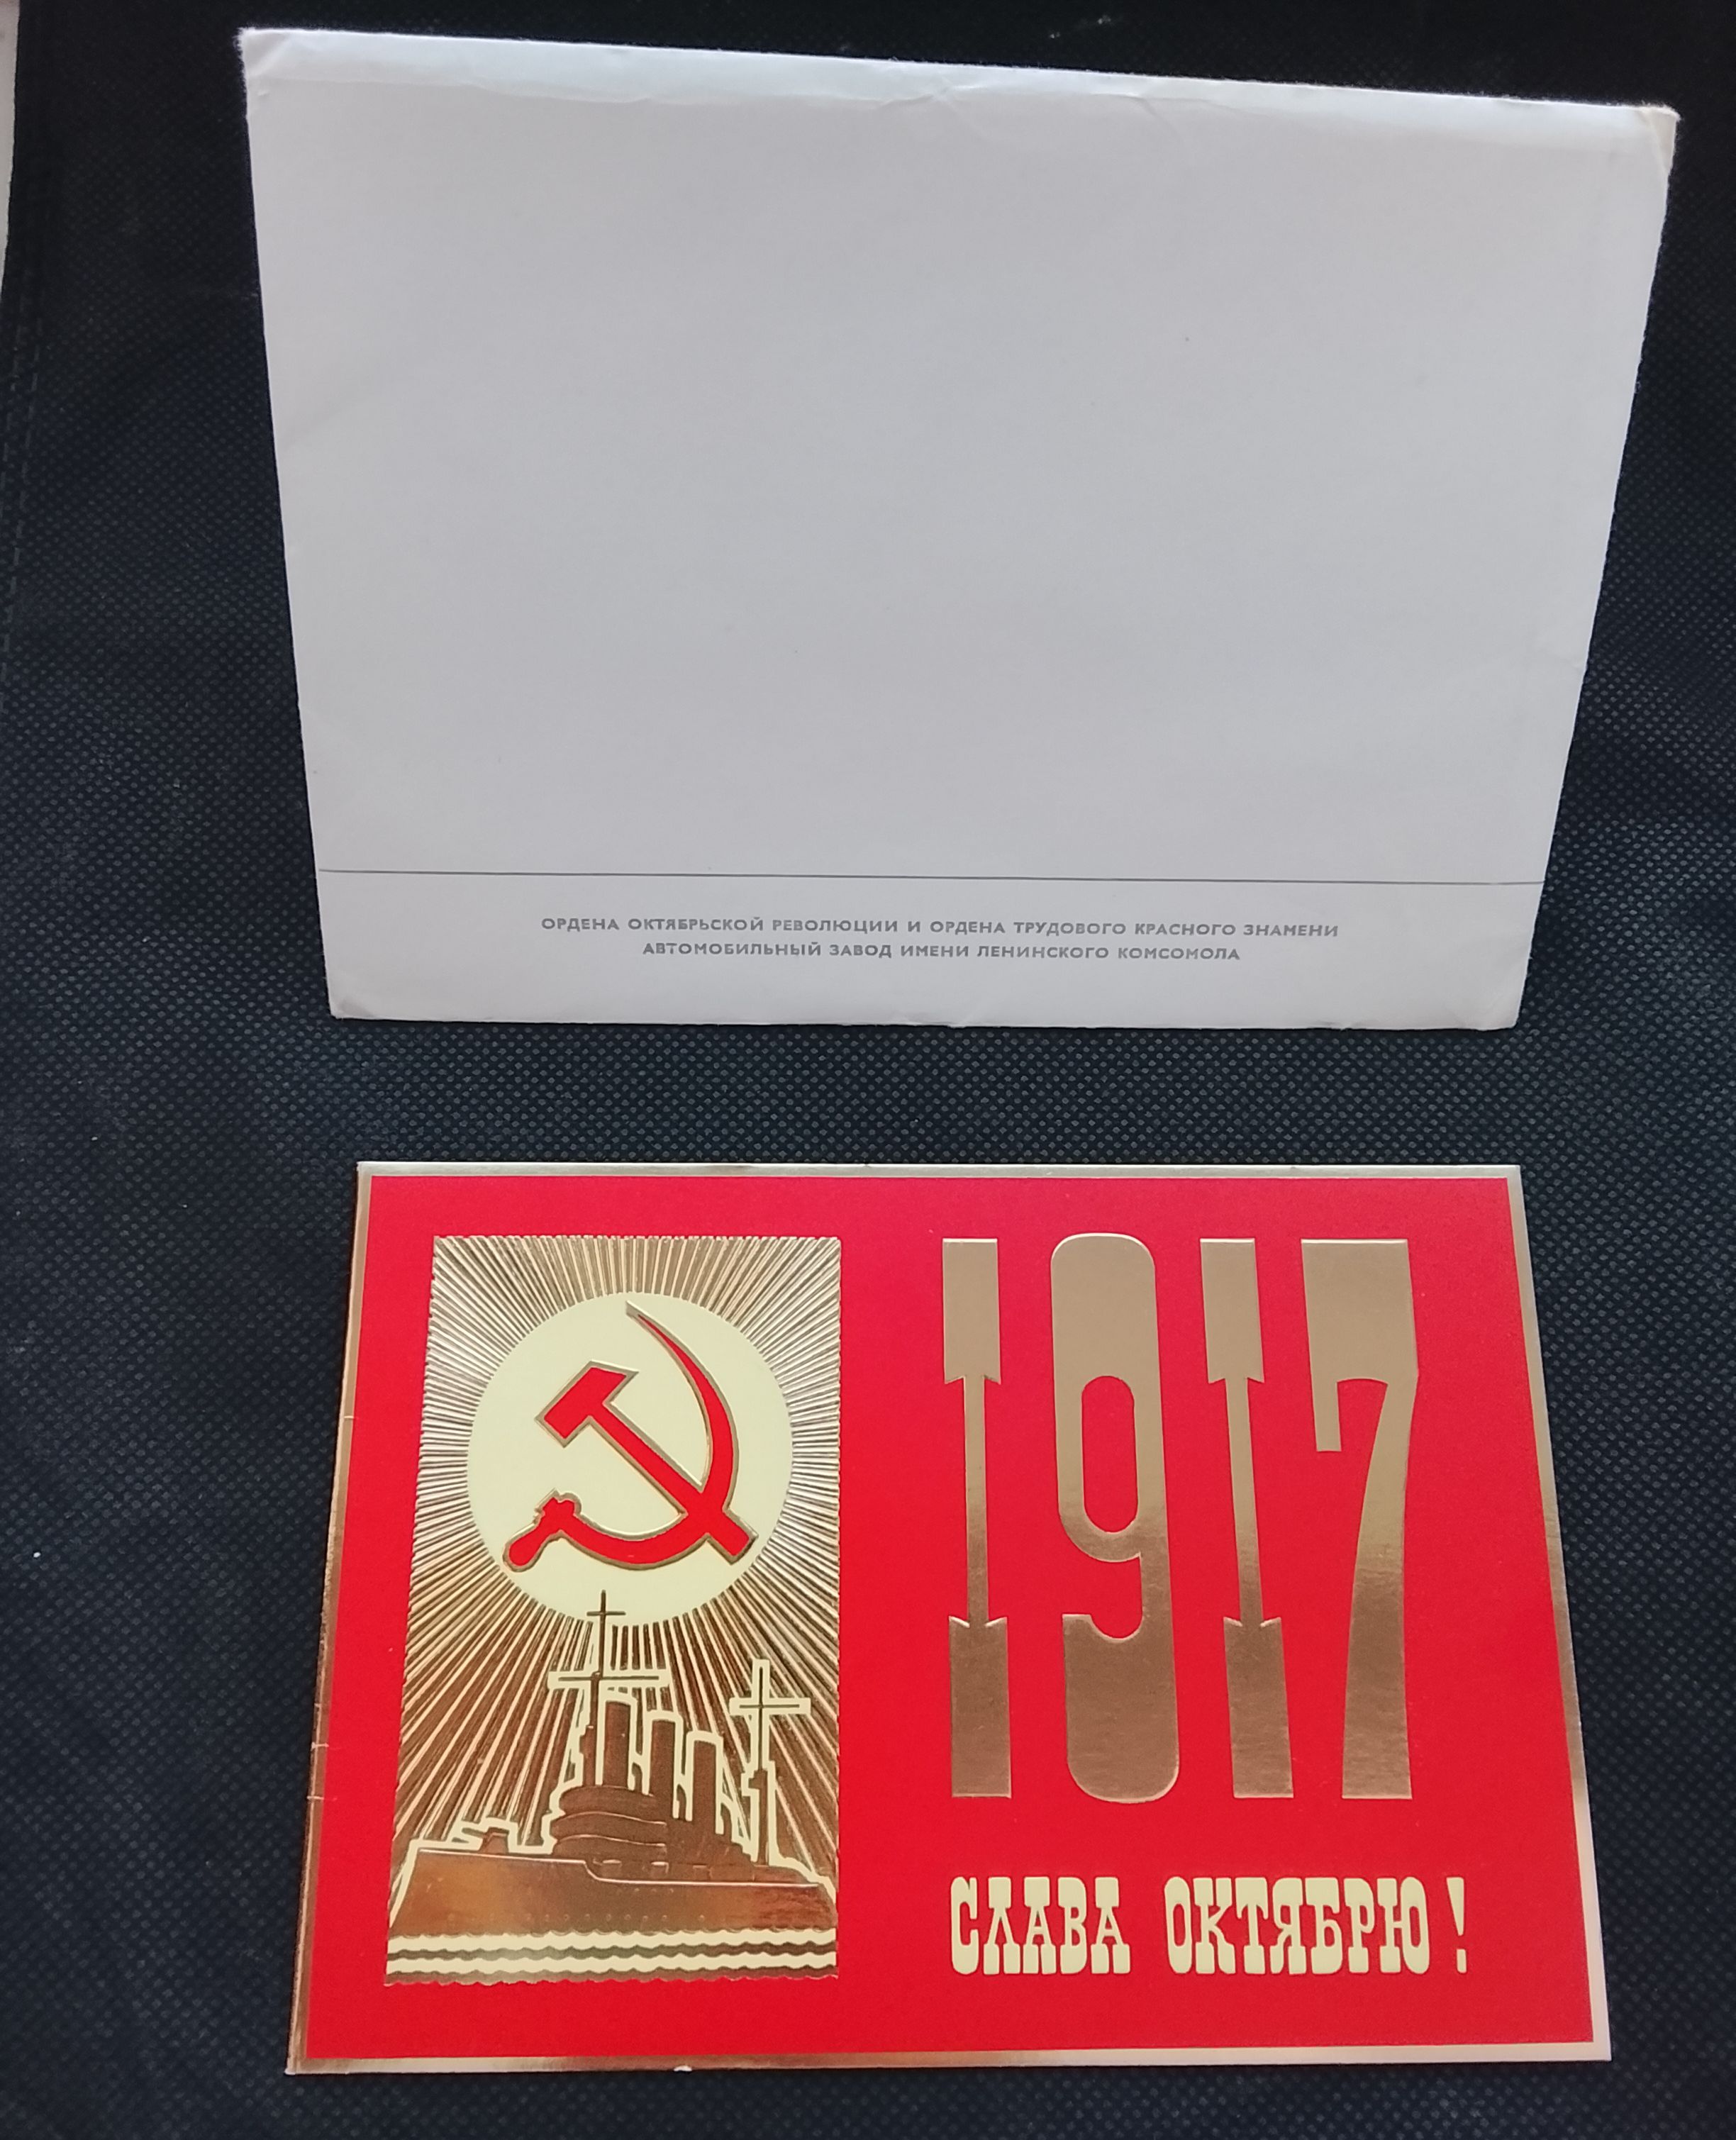 ОРДЕНА ОКТЯБРЬСКОЙ РЕВОЛЮЦИИ И ОРДЕНА ТРУДОВОГО КРАСНОГО ЗНАМЕНИ
АВТОМОБИЛЬНЫЙ ЗАВОД ИМЕНИ ЛЕНИНСКОГО КОМСОМОЛА
1917
СЛАВА ОКТЯБРЮ!